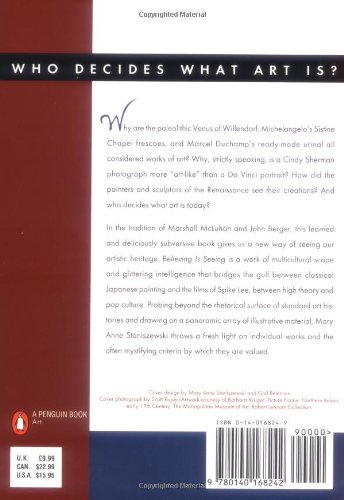 Copyrighted Material
WHO DECIDES WHAT ART IS?
Why are the paleolithic Venus of Willendorf, Michelangelo's Sistine
Chapel frescoes, and Marcel Duchamp's ready-made urinal all
considered works of art? Why, strictly speaking, is a Cindy Sherman
photograph more "art-like" than a Da Vinci portrait? How did the
painters and sculptors of the Renaissance see their creations? And
who decides what art is today?
In the tradition of Marshall McLuhan and John Berger, this learned
and deliciously subversive book gives us a new way of seeing our
artistic heritage. Believing Is Seeing is a work of multicultural scope
and glittering intelligence that bridges the gulf between classical
Japanese painting and the films of Spike Lee, between high theory and
pop culture. Probing beyond the rhetorical surface of standard art his-
tories and drawing on a panoramic array of illustrative material, Mary
Anne Staniszewski throws a fresh light on individual works and the
often mystifying criteria by which they are valued.
Cover design by Mary Anne Staniszewski and Gail Belenson
Cover photograph by Scott Rope/Artwork courtesy of Barbara Kruger, Picture Frame: Northern Italian,
early 17th Century. The Metropolitan Museum of Art, Robert Lehman Collection.
A PENGUIN BOOK
Art
U.K. £9.99
CAN. $22.99
U.S.A. $15.95
ISBN 0-14-016824-9
90000>
9 780140 168242
Copyrighted Material